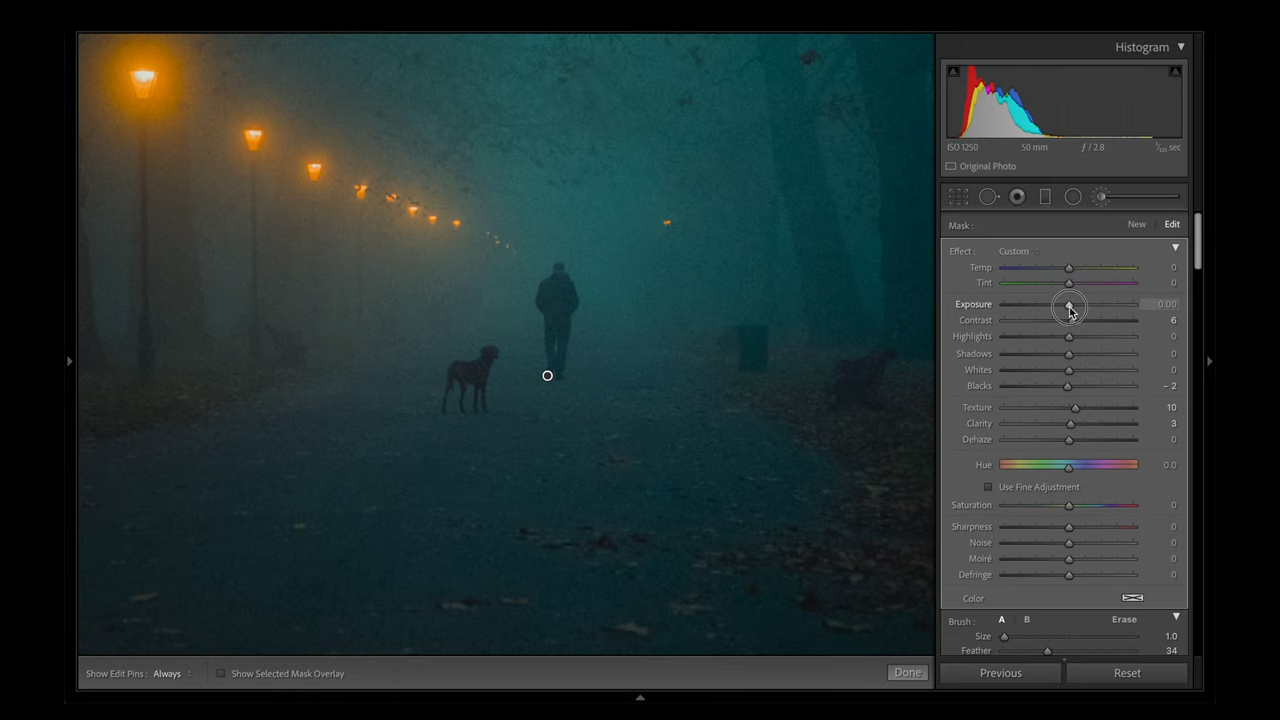 Histogram
ISO 1250 50 mm ƒ / 2.8 1/125 sec
Original Photo
Mask : New Edit
Effect : Custom
Temp 0
Tint 0
Exposure 0.00
Contrast 6
Highlights 0
Shadows 0
Whites 0
Blacks – 2
Texture 10
Clarity 3
Dehaze 0
Hue 0.0
Use Fine Adjustment
Saturation 0
Sharpness 0
Noise 0
Moiré 0
Defringe 0
Color
Brush : A B Erase
Size 1.0
Feather 34
Show Edit Pins : Always Show Selected Mask Overlay Done Previous Reset